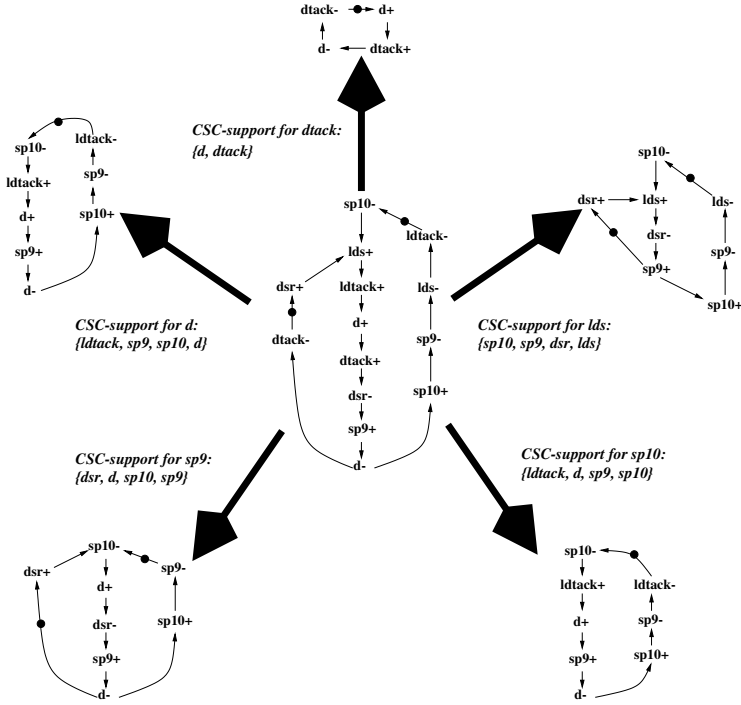 dtack- d+
d- dtack+
CSC-support for dtack:
{d, dtack}
sp10- ldtack-
ldtack+ sp9-
d+ sp10+
sp9+
d-
CSC-support for d:
{ldtack, sp9, sp10, d}
sp10-
dsr+ lds+ lds-
dsr-
sp9+ sp9-
sp10+
CSC-support for lds:
{sp10, sp9, dsr, lds}
sp10-
ldtack-
lds+
dsr+ ldtack+ lds-
d+
dtack- sp9-
dtack+
dsr- sp10+
sp9+
d-
CSC-support for sp9:
{dsr, d, sp10, sp9}
sp10-
dsr+ sp9-
d+
dsr- sp10+
sp9+
d-
CSC-support for sp10:
{ldtack, d, sp9, sp10}
sp10-
ldtack+ ldtack-
d+ sp9-
sp9+ sp10+
d-